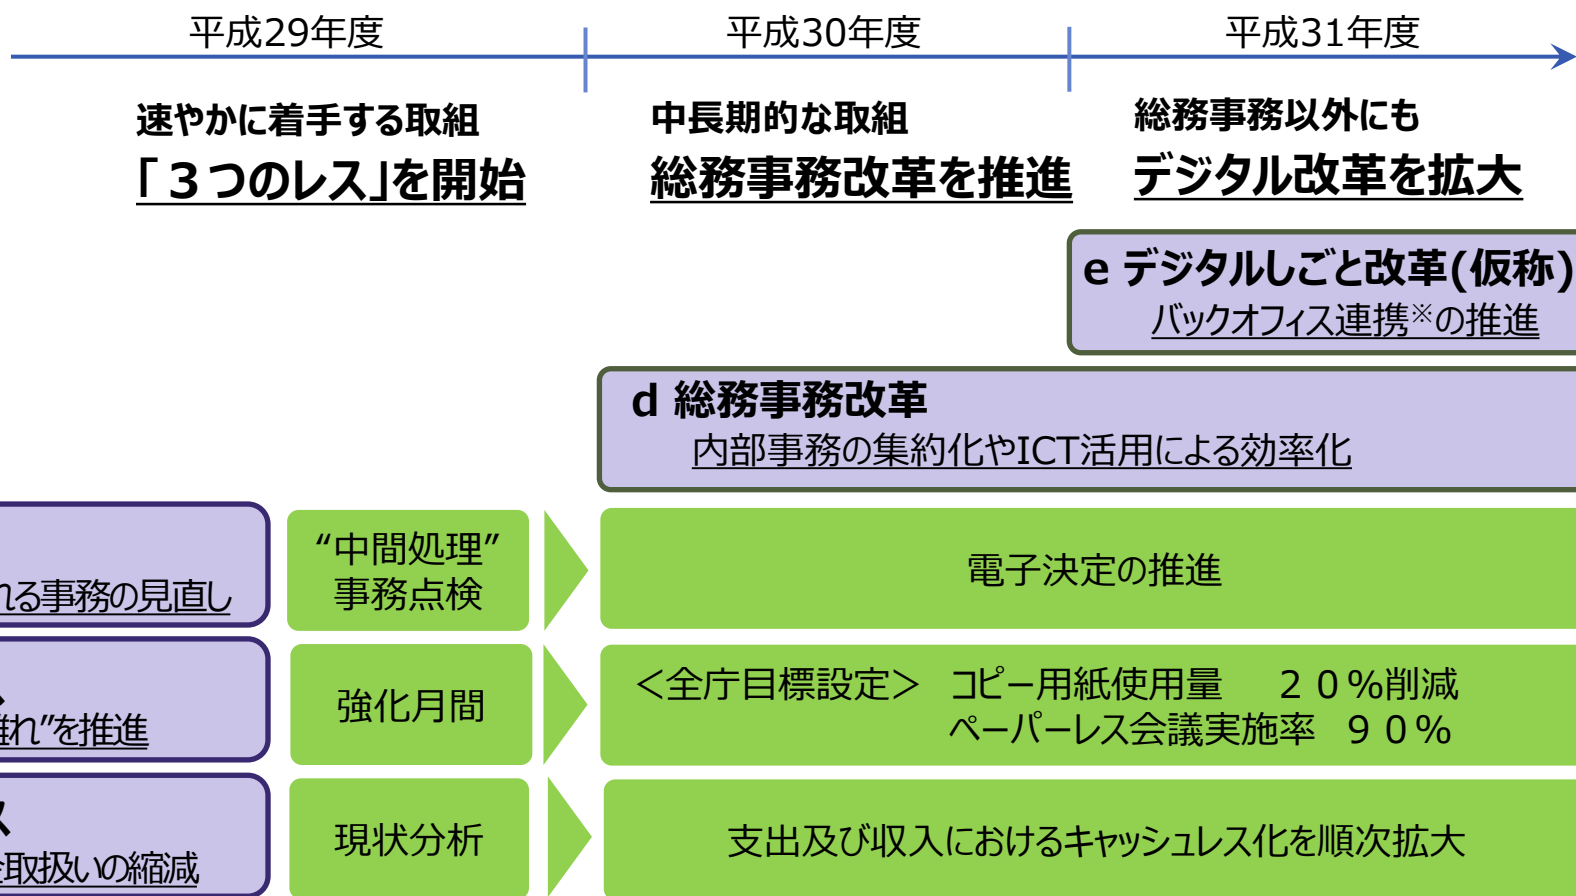 平成29年度
平成30年度
平成31年度
速やかに着手する取組
「３つのレス」を開始
中長期的な取組
総務事務改革を推進
総務事務以外にも
デジタル改革を拡大
e デジタルしごと改革(仮称)
バックオフィス連携※の推進
d 総務事務改革
内部事務の集約化やICT活用による効率化
れる事務の見直し
“中間処理”
事務点検
電子決定の推進
離れ”を推進
強化月間
＜全庁目標設定＞ コピー用紙使用量 ２０％削減
ペーパーレス会議実施率 ９０％
ス
金取扱いの縮減
現状分析
支出及び収入におけるキャッシュレス化を順次拡大